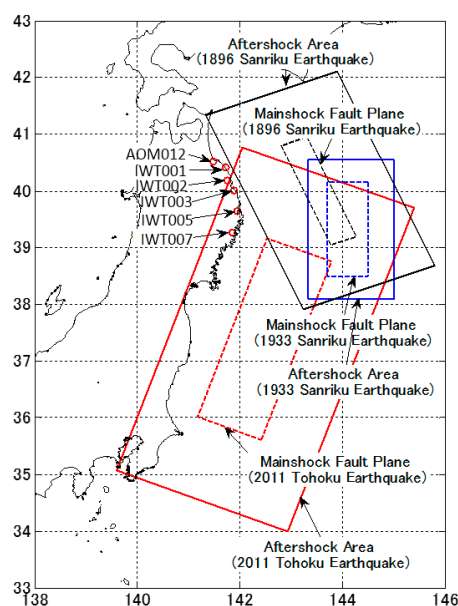 43
42
41
40
39
38
37
36
35
34
33
138
140
142
144
146
Aftershock Area
(1896 Sanriku Earthquake)
Mainshock Fault Plane
(1896 Sanriku Earthquake)
AOM012
IWT001
IWT002
IWT003
IWT005
IWT007
Mainshock Fault Plane
(1933 Sanriku Earthquake)
Aftershock Area
(1933 Sanriku Earthquake)
Mainshock Fault Plane
(2011 Tohoku Earthquake)
Aftershock Area
(2011 Tohoku Earthquake)